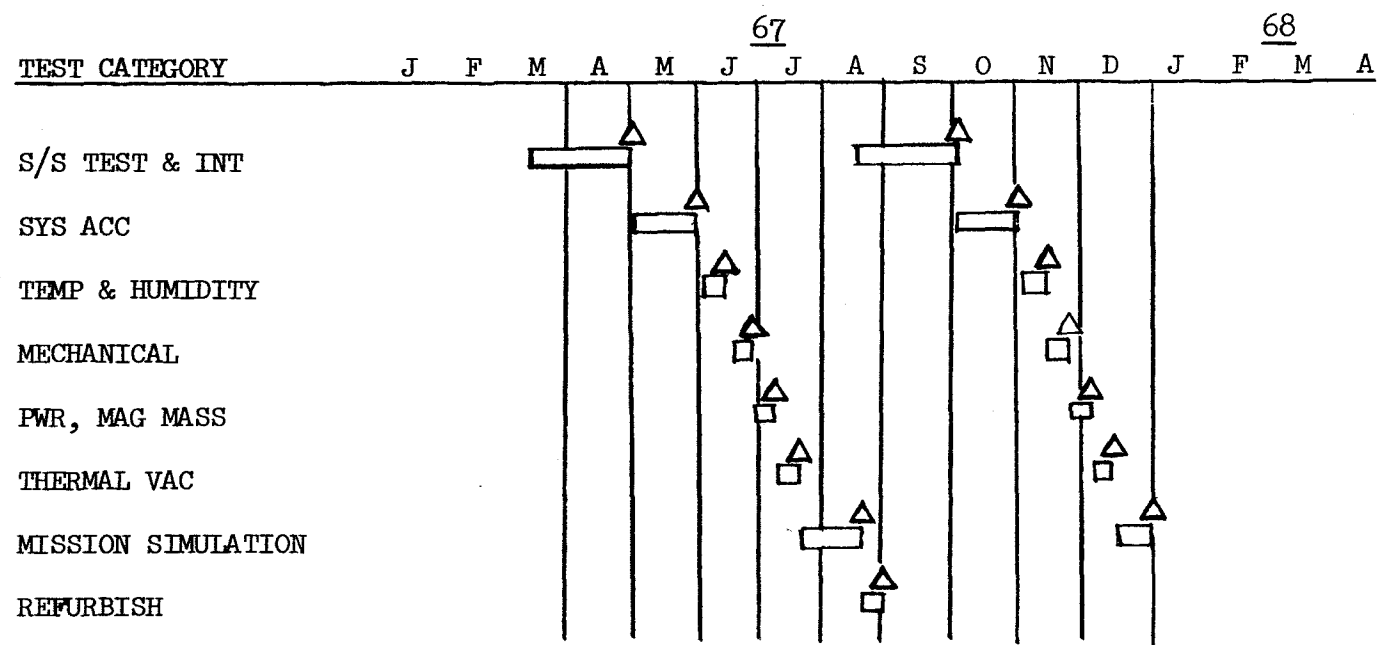 67 68
TEST CATEGORY J F M A M J J A S O N D J F M A
S/S TEST & INT
SYS ACC
TEMP & HUMIDITY
MECHANICAL
PWR, MAG MASS
THERMAL VAC
MISSION SIMULATION
REFURBISH